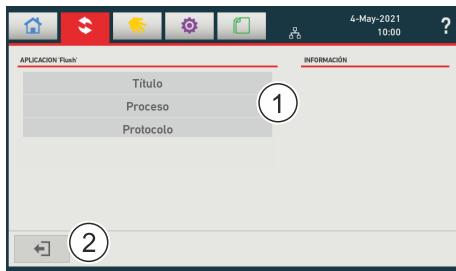 4-May-2021
10:00
?
APLICACION 'Flush'
INFORMACIÓN
Título
Proceso
Protocolo
1
2